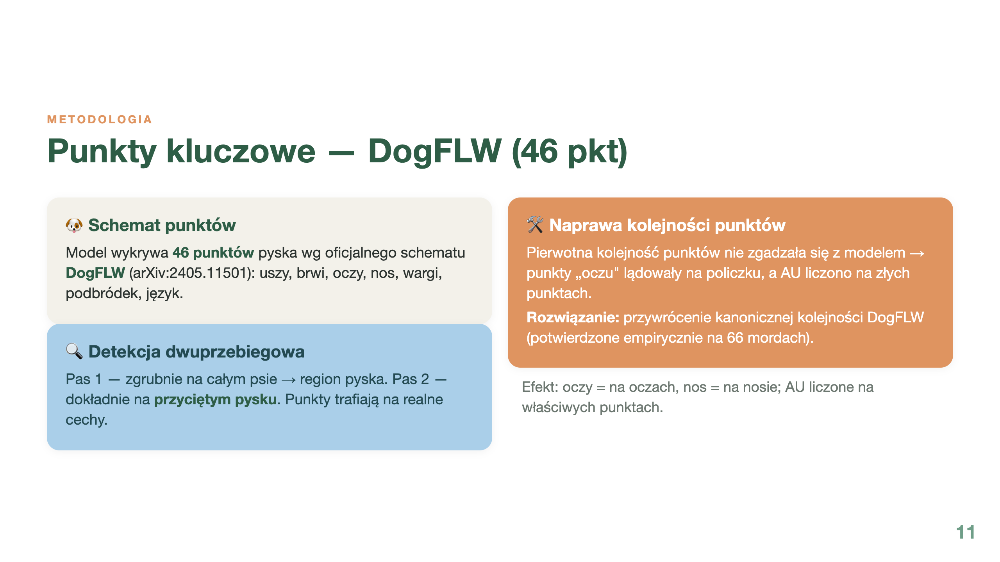 METODOLOGIA
Punkty kluczowe — DogFLW (46 pkt)
🐶 Schemat punktów
Model wykrywa 46 punktów pyska wg oficjalnego schematu
DogFLW (arXiv:2405.11501): uszy, brwi, oczy, nos, wargi,
podbródek, język.
🔍 Detekcja dwuprzebiegowa
Pas 1 — zgrubnie na całym psie → region pyska. Pas 2 —
dokładnie na przyciętym pysku. Punkty trafiają na realne
cechy.
🛠️ Naprawa kolejności punktów
Pierwotna kolejność punktów nie zgadzała się z modelem →
punkty „oczu" lądowały na policzku, a AU liczono na złych
punktach.
Rozwiązanie: przywrócenie kanonicznej kolejności DogFLW
(potwierdzone empirycznie na 66 mordach).
Efekt: oczy = na oczach, nos = na nosie; AU liczone na
właściwych punktach.
11